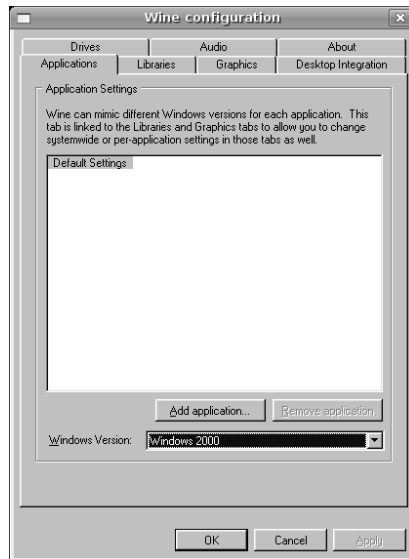 Wine configuration
Drives Audio About
Applications Libraries Graphics Desktop Integration
Application Settings
Wine can mimic different Windows versions for each application. This
tab is linked to the Libraries and Graphics tabs to allow you to change
systemwide or per-application settings in those tabs as well.
Default Settings
Add application... Remove application
Windows Version: Windows 2000
OK Cancel Apply